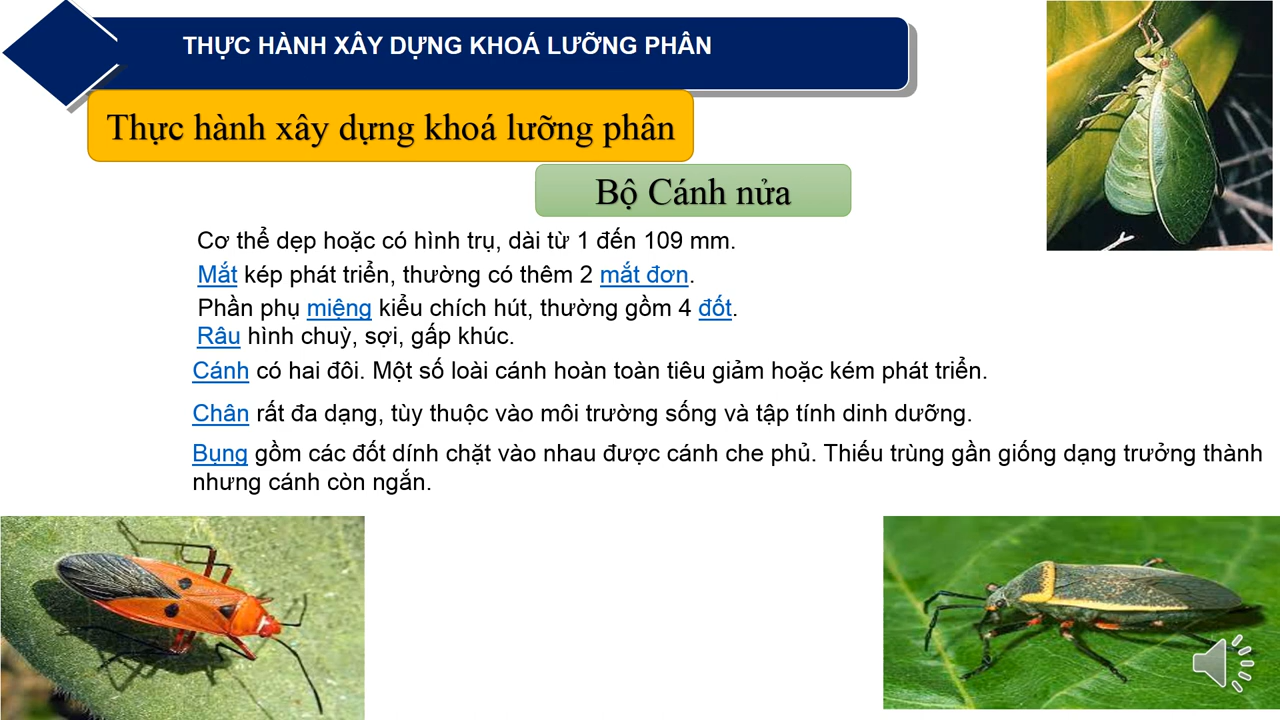 THỰC HÀNH XÂY DỰNG KHOÁ LƯỠNG PHÂN
Thực hành xây dựng khoá lưỡng phân
Bộ Cánh nửa
Cơ thể dẹp hoặc có hình trụ, dài từ 1 đến 109 mm.
Mắt kép phát triển, thường có thêm 2 mắt đơn.
Phần phụ miệng kiểu chích hút, thường gồm 4 đốt.
Râu hình chuỳ, sợi, gấp khúc.
Cánh có hai đôi. Một số loài cánh hoàn toàn tiêu giảm hoặc kém phát triển.
Chân rất đa dạng, tùy thuộc vào môi trường sống và tập tính dinh dưỡng.
Bụng gồm các đốt dính chặt vào nhau được cánh che phủ. Thiếu trùng gần giống dạng trưởng thành
nhưng cánh còn ngắn.